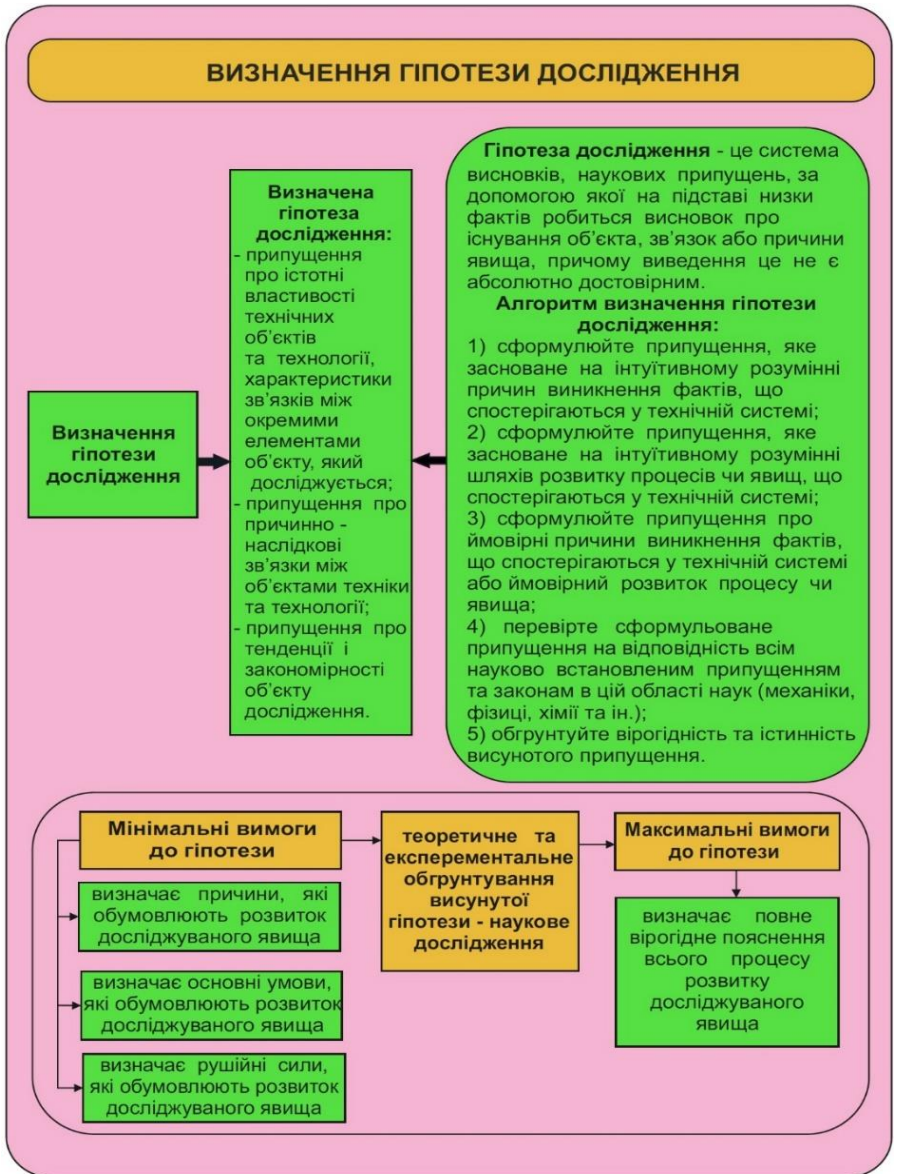 ВИЗНАЧЕННЯ ГІПОТЕЗИ ДОСЛІДЖЕННЯ
Визначення
гіпотези
дослідження
Визначена
гіпотеза
дослідження:
- припущення
про істотні
властивості
технічних
об’єктів
та технології,
характеристики
зв’язків між
окремими
елементами
об’єкту, який
досліджується;
- припущення про
причинно -
наслідкові
зв’язки між
об’єктами техніки
та технології;
- припущення про
тенденції і
закономірності
об’єкту
дослідження.
Гіпотеза дослідження - це система
висновків, наукових припущень, за
допомогою якої на підставі низки
фактів робиться висновок про
існування об’єкта, зв’язок або причини
явища, причому виведення це не є
абсолютно достовірним.
Алгоритм визначення гіпотези
дослідження:
1) сформулюйте припущення, яке
засноване на інтуїтивному розумінні
причин виникнення фактів, що
спостерігаються у технічній системі;
2) сформулюйте припущення, яке
засноване на інтуїтивному розумінні
шляхів розвитку процесів чи явищ, що
спостерігаються у технічній системі;
3) сформулюйте припущення про
ймовірні причини виникнення фактів,
що спостерігаються у технічній системі
або ймовірний розвиток процесу чи
явища;
4) перевірте сформульоване
припущення на відповідність всім
науково встановленим припущенням
та законам в цій області наук (механіки,
фізиці, хімії та ін.);
5) обгрунтуйте вірогідність та істинність
висунотого припущення.
Мінімальні вимоги
до гіпотези
визначає причини, які
обумовлюють розвиток
досліджуваного явища
визначає основні умови,
які обумовлюють розвиток
досліджуваного явища
визначає рушійні сили,
які обумовлюють розвиток
досліджуваного явища
теоретичне та
експерементальне
обгрунтування
висунутої
гіпотези - наукове
дослідження
Максимальні вимоги
до гіпотези
визначає повне
вірогідне пояснення
всього процесу
розвитку
досліджуваного
явища